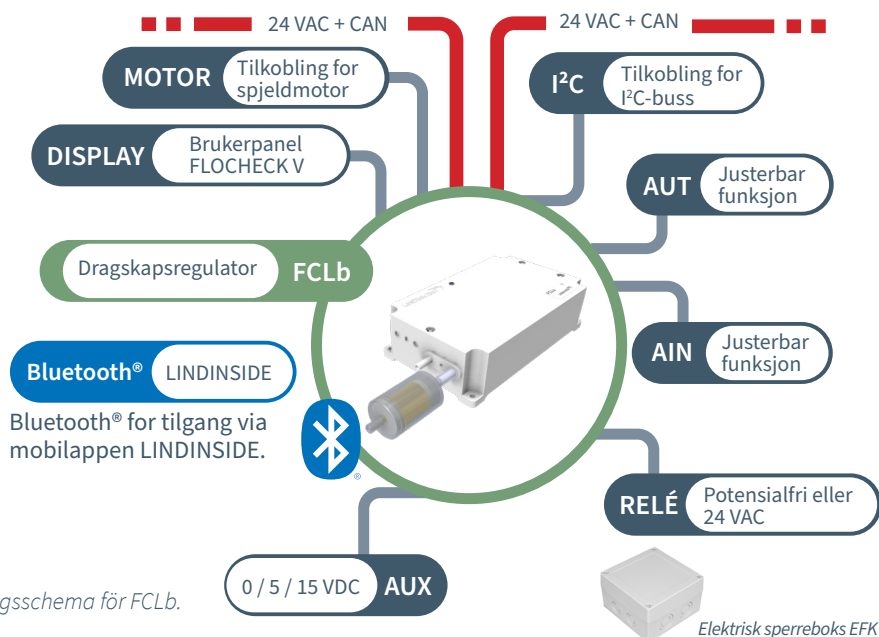 24 VAC + CAN
24 VAC + CAN
MOTOR
Tilkobling for
spjeldmotor
I²C
Tilkobling for
I²C-buss
DISPLAY
Brukerpanel
FLOCHECK V
AUT
Justerbar
funksjon
Dragskapsregulator
FCLb
AIN
Justerbar
funksjon
Bluetooth®
LINDINSIDE
Bluetooth® for tilgang via
mobilappen LINDINSIDE.
®
RELÉ
Potensialfri eller
24 VAC
0 / 5 / 15 VDC
AUX
gsschema för FCLb.
Elektrisk sperreboks EFK